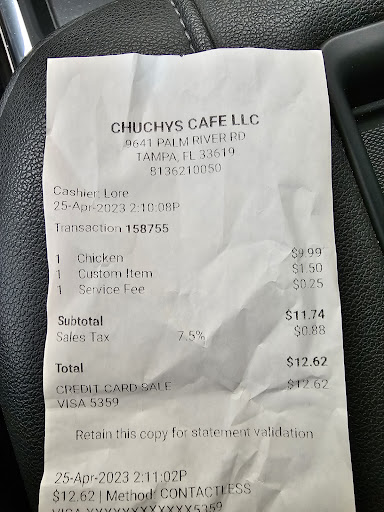 CHUCHYS CAFE LLC
9641 PALM RIVER RD
TAMPA, FL 33619
8136210050
Cashier: Lore
25-Apr-2023 2:10:08P
Transaction 158755
1 Chicken $9.99
1 Custom Item $1.50
1 Service Fee $0.25
Subtotal $11.74
Sales Tax 7.5% $0.88
Total $12.62
CREDIT CARD SALE $12.62
VISA 5359
Retain this copy for statement validation
25-Apr-2023 2:11:02P
$12.62 | Method: CONTACTLESS
VISA XXXXXXXXXXXX5359